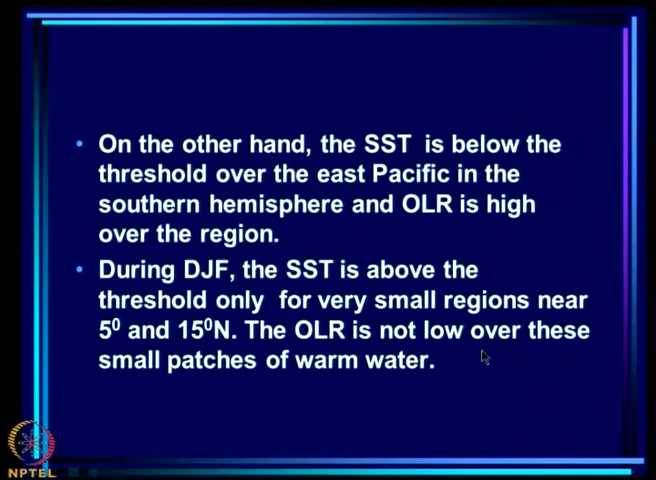 • On the other hand, the SST is below the
threshold over the east Pacific in the
southern hemisphere and OLR is high
over the region.
• During DJF, the SST is above the
threshold only for very small regions near
5⁰ and 15⁰N. The OLR is not low over these
small patches of warm water.
NPTEL